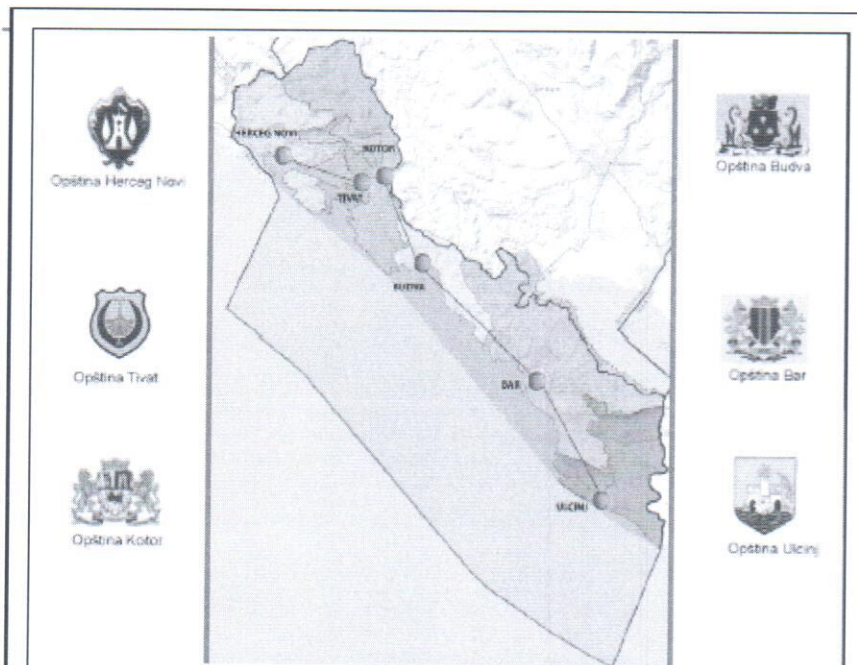 Opština Herceg Novi
Opština Tivat
Opština Kotor
HERCEG NOVI
KOTOR
TIVAT
BUDVA
BAR
ULCINJ
Opština Budva
Opština Bar
Opština Ulcinj